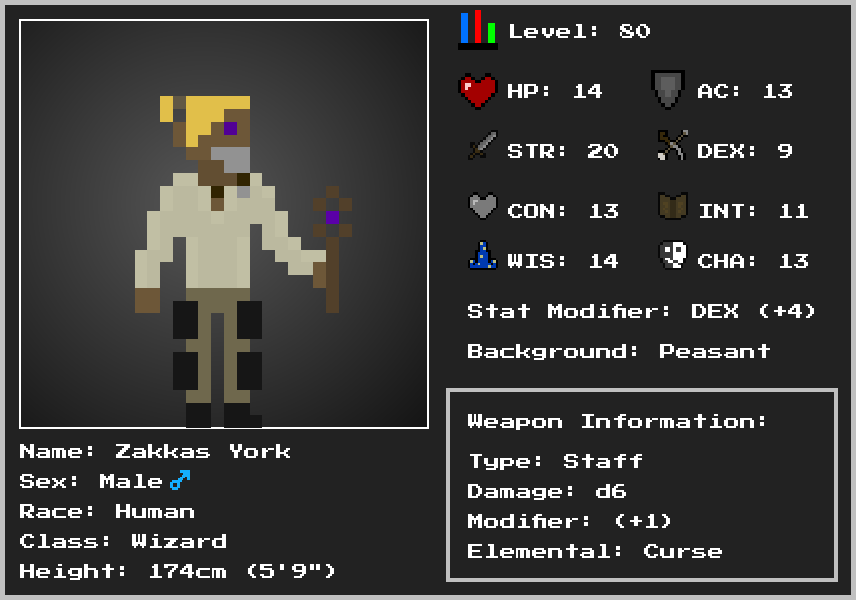 Level: 80
HP: 14 AC: 13
STR: 20 DEX: 9
CON: 13 INT: 11
WIS: 14 CHA: 13
Stat Modifier: DEX (+4)
Background: Peasant
Weapon Information:
Type: Staff
Damage: d6
Modifier: (+1)
Elemental: Curse
Name: Zakkas York
Sex: Male♂
Race: Human
Class: Wizard
Height: 174cm (5'9")